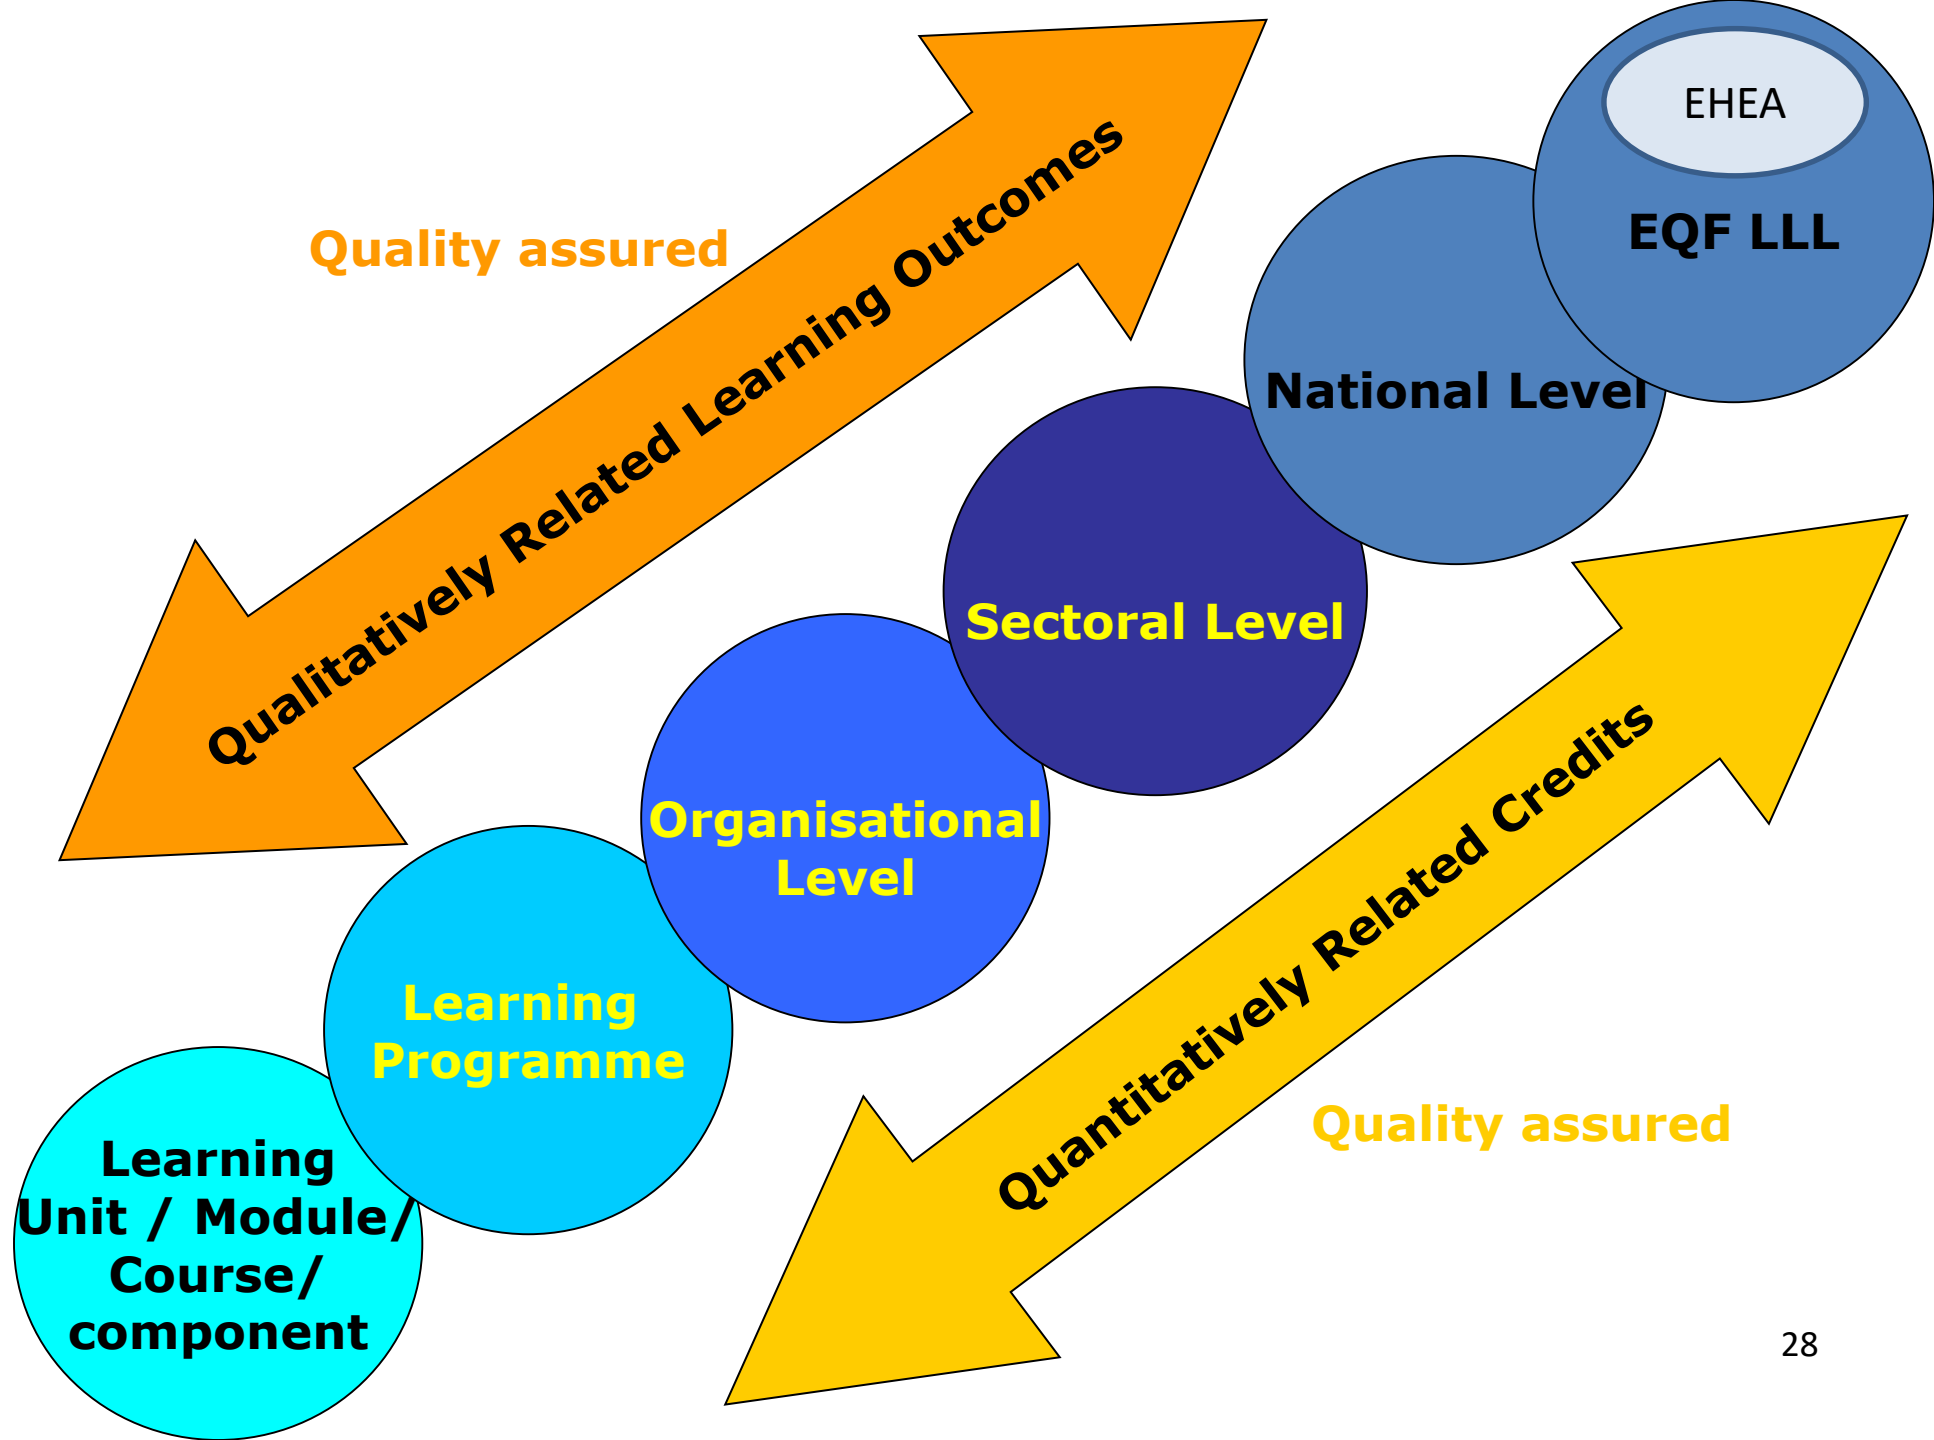 EHEA
EQF LLL
Quality assured
Qualitatively Related Learning Outcomes
National Level
Sectoral Level
Organisational
Level
Learning
Programme
Quantitatively Related Credits
Quality assured
Learning
Unit / Module/
Course/
component
28